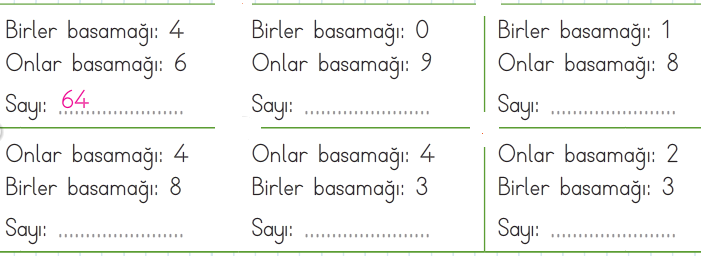 Birler basamağı: 4
Onlar basamağı: 6
Sayı: 64
Birler basamağı: 0
Onlar basamağı: 9
Sayı: ........................
Birler basamağı: 1
Onlar basamağı: 8
Sayı: ........................
Onlar basamağı: 4
Birler basamağı: 8
Sayı: ........................
Onlar basamağı: 4
Birler basamağı: 3
Sayı: ........................
Onlar basamağı: 2
Birler basamağı: 3
Sayı: ........................